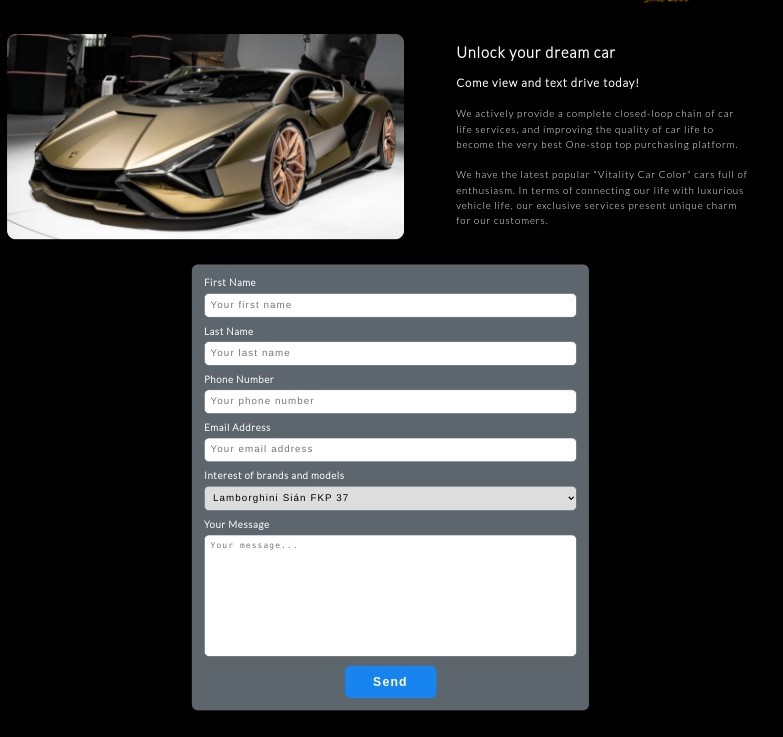 Unlock your dream car
Come view and text drive today!
We actively provide a complete closed-loop chain of car
life services, and improving the quality of car life to
become the very best One-stop top purchasing platform.
We have the latest popular "Vitality Car Color" cars full of
enthusiasm. In terms of connecting our life with luxurious
vehicle life, our exclusive services present unique charm
for our customers.
First Name
Your first name
Last Name
Your last name
Phone Number
Your phone number
Email Address
Your email address
Interest of brands and models
Lamborghini Sián FKP 37
Your Message
Your message...
Send